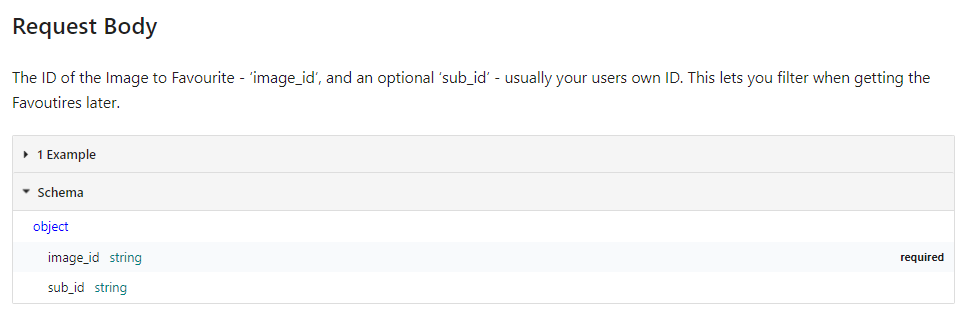 Request Body
The ID of the Image to Favourite - 'image_id', and an optional 'sub_id' - usually your users own ID. This lets you filter when getting the
Favoutires later.
1 Example
Schema
object
image_id string required
sub_id string